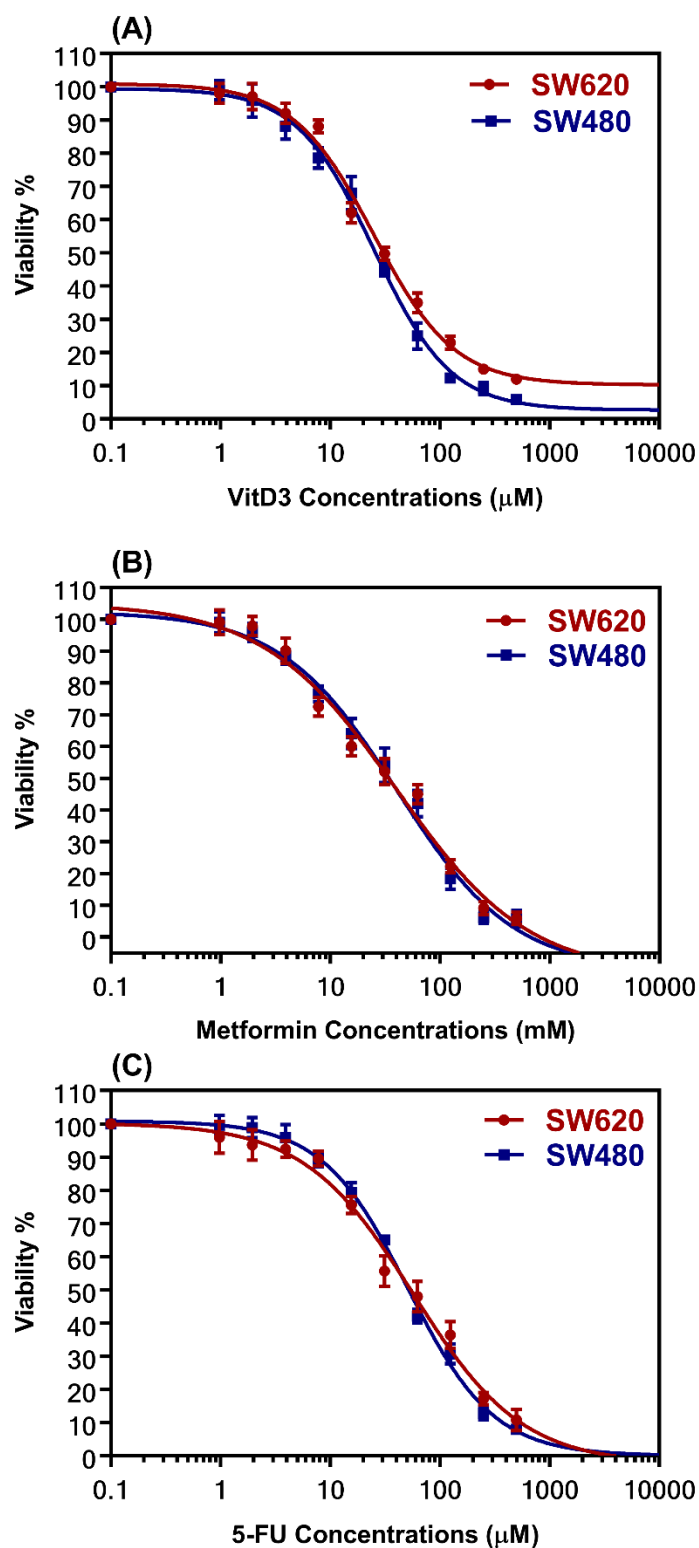 (A)
110
100
90
80
70
60
50
40
30
20
10
0
Viability %
SW620
SW480
0.1 1 10 100 1000 10000
VitD3 Concentrations (μM)
(B)
110
100
90
80
70
60
50
40
30
20
10
0
Viability %
SW620
SW480
0.1 1 10 100 1000 10000
Metformin Concentrations (mM)
(C)
110
100
90
80
70
60
50
40
30
20
10
0
Viability %
SW620
SW480
0.1 1 10 100 1000 10000
5-FU Concentrations (μM)